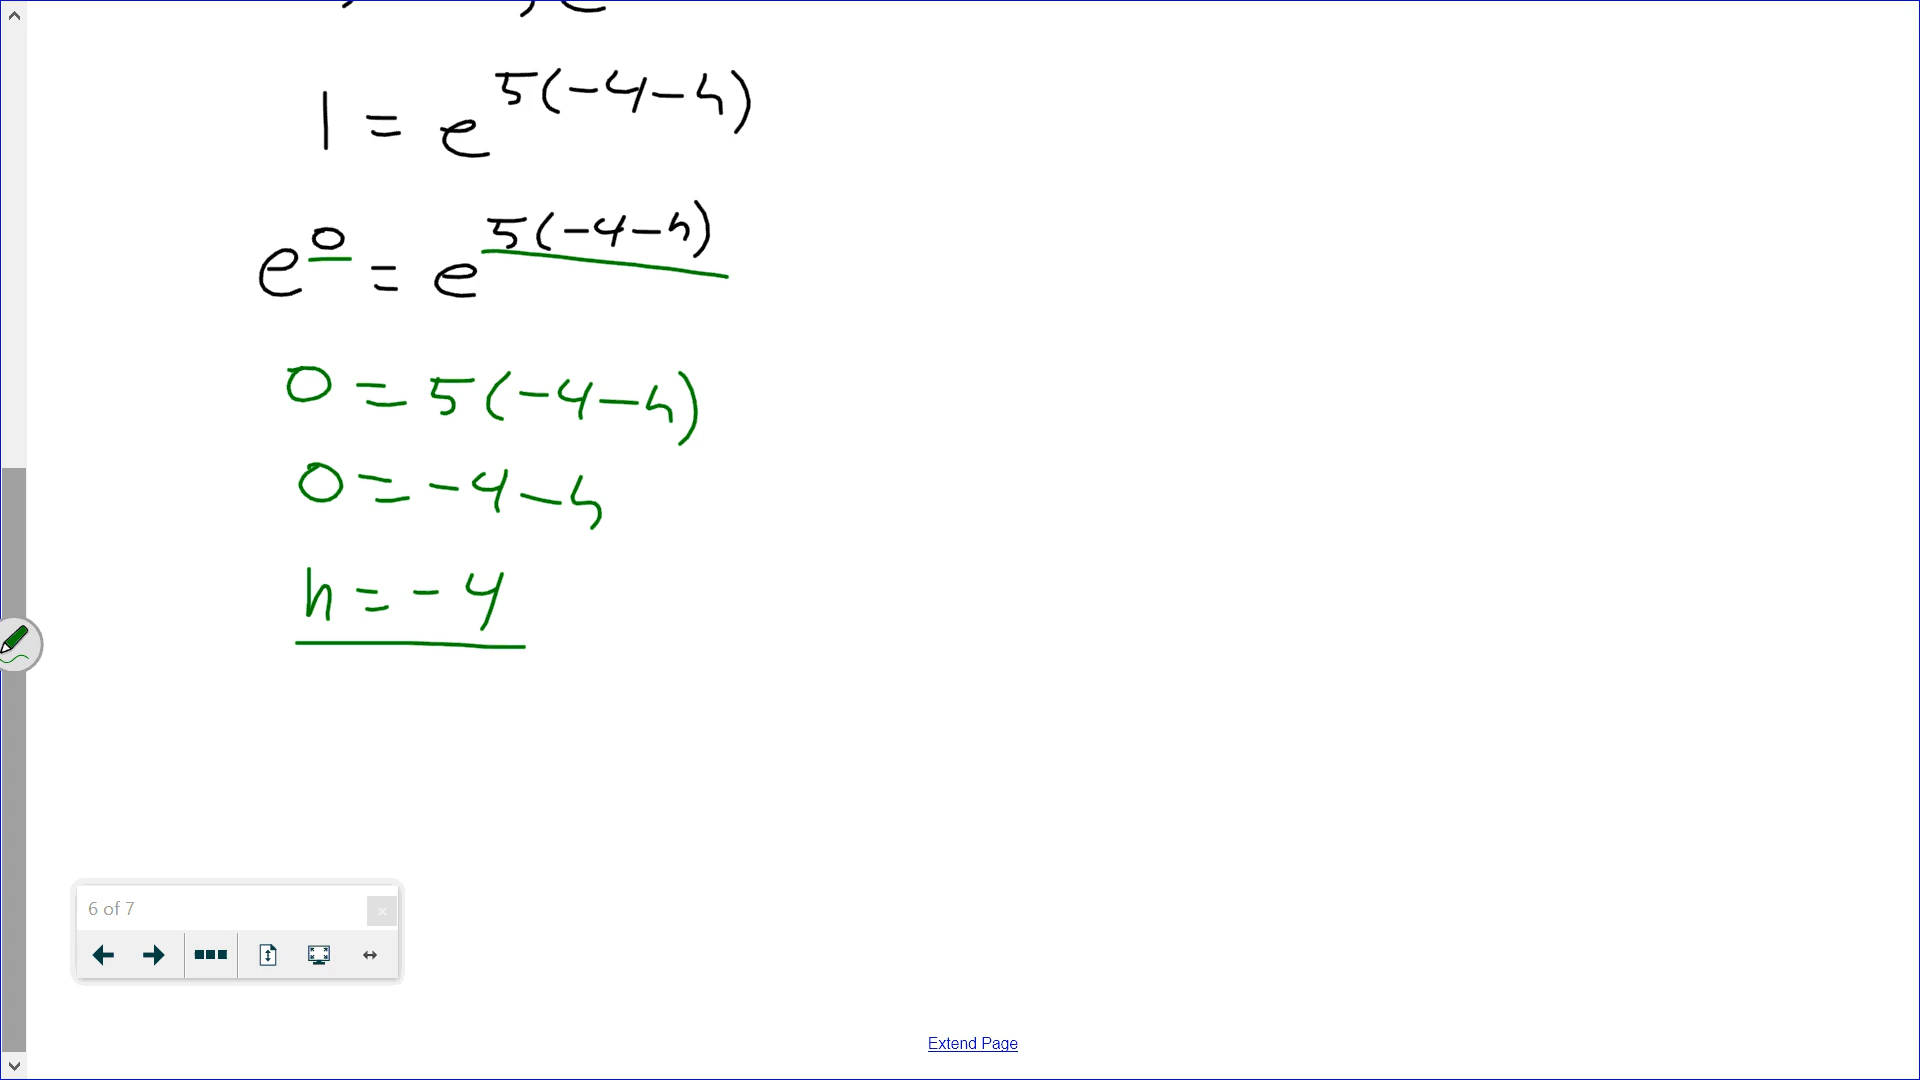 1 = e^{5(-4-h)}
e^0 = e^{5(-4-h)}
0 = 5(-4-h)
0 = -4-h
h = -4
6 of 7
Extend Page